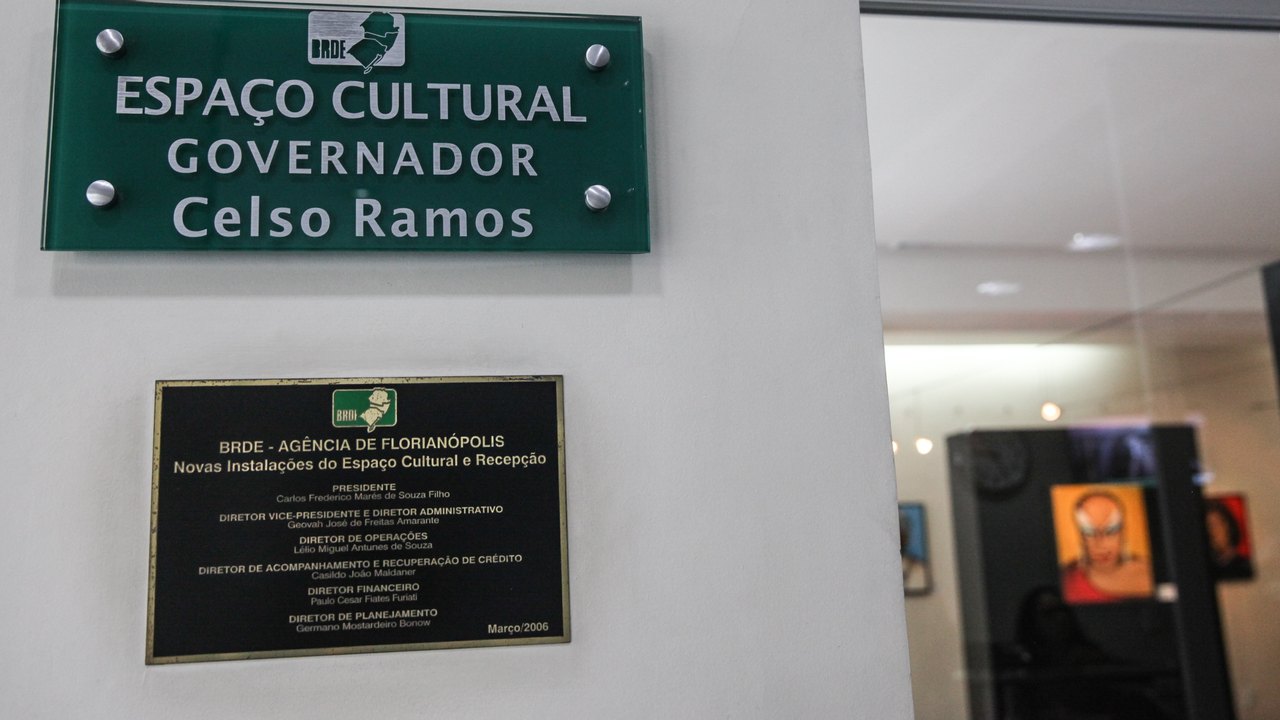 BRDE
ESPAÇO CULTURAL
GOVERNADOR
Celso Ramos
BRDE
BRDE - AGÊNCIA DE FLORIANÓPOLIS
Novas Instalações do Espaço Cultural e Recepção
PRESIDENTE
Carlos Frederico Marés de Souza Filho
DIRETOR VICE-PRESIDENTE E DIRETOR ADMINISTRATIVO
Geovah José de Freitas Amarante
DIRETOR DE OPERAÇÕES
Lélio Miguel Antunes de Souza
DIRETOR DE ACOMPANHAMENTO E RECUPERAÇÃO DE CRÉDITO
Casildo João Maldaner
DIRETOR FINANCEIRO
Paulo Cesar Fiates Furiati
DIRETOR DE PLANEJAMENTO
Germano Mostardeiro Bonow
Março/2006